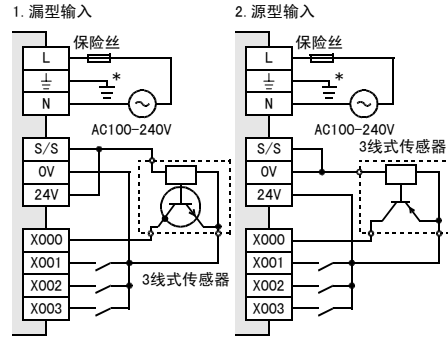 1. 漏型输入
保险丝
L
*
N
AC100-240V
S/S
0V
24V
X000
X001
X002
X003
3线式传感器
2. 源型输入
保险丝
L
*
N
AC100-240V
3线式传感器
S/S
0V
24V
X000
X001
X002
X003